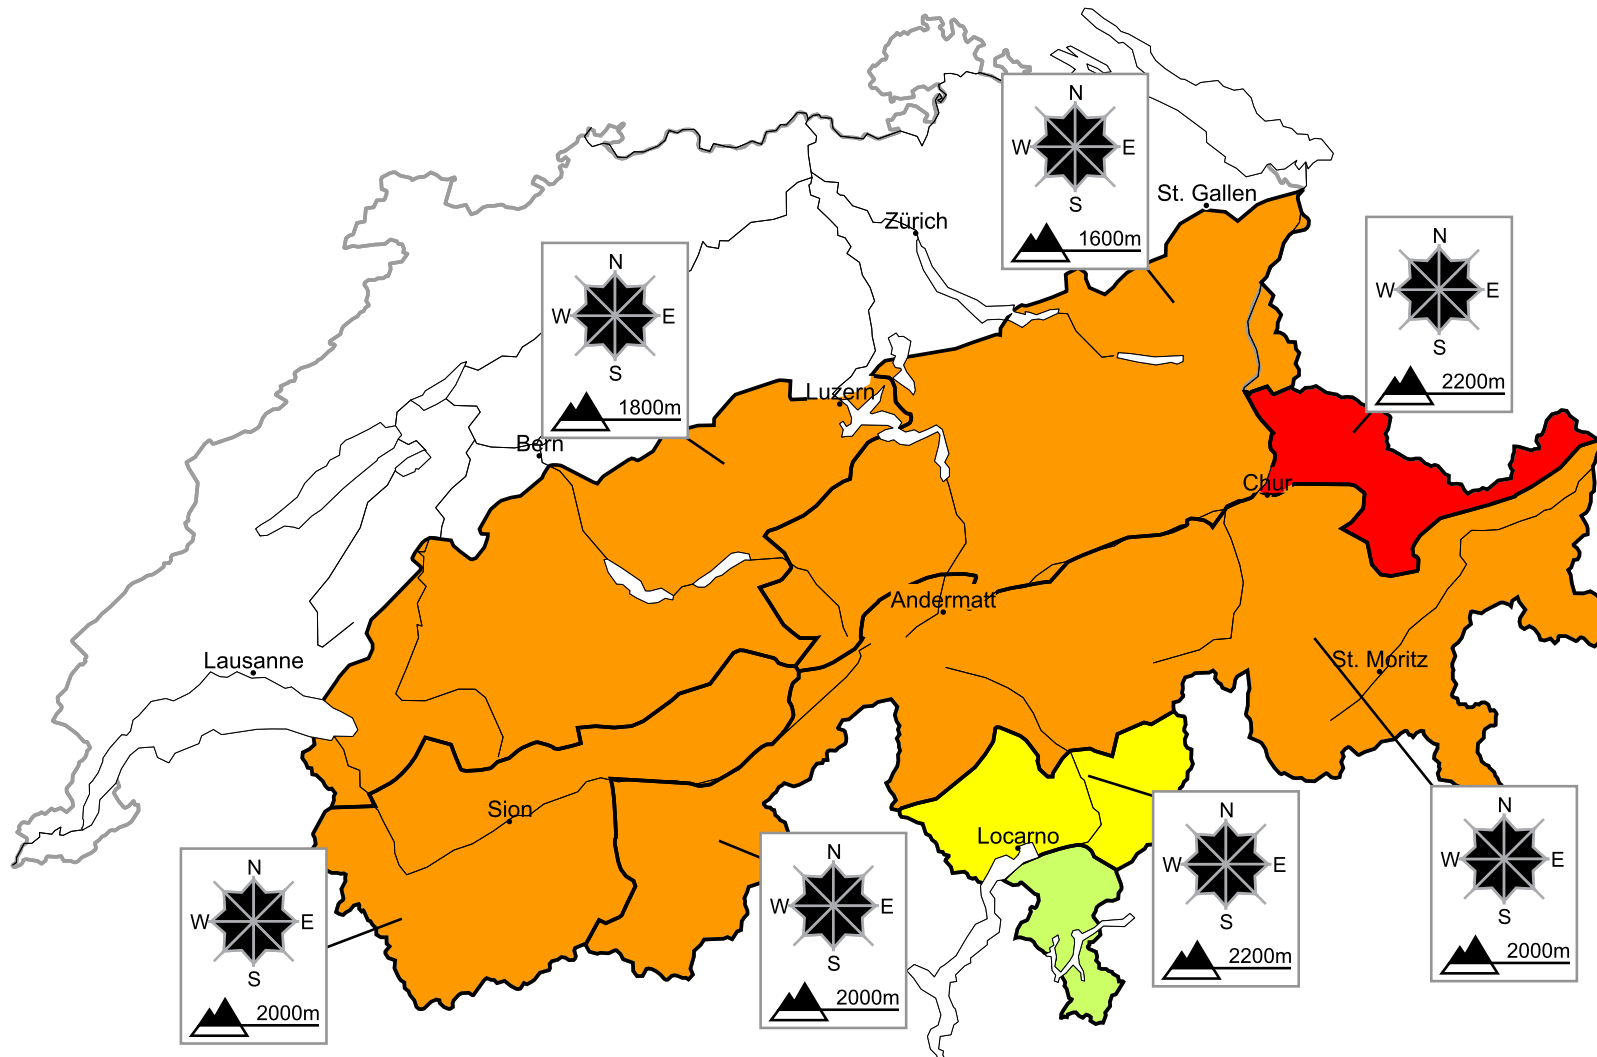 N
W E
S
1600m
St. Gallen
Zürich
N
W E
S
2200m
N
W E
S
1800m
Luzern
Bern
Chur
Andermatt
Lausanne
St. Moritz
Sion
Locarno
N
W E
S
2000m
N
W E
S
2000m
N
W E
S
2200m
N
W E
S
2000m